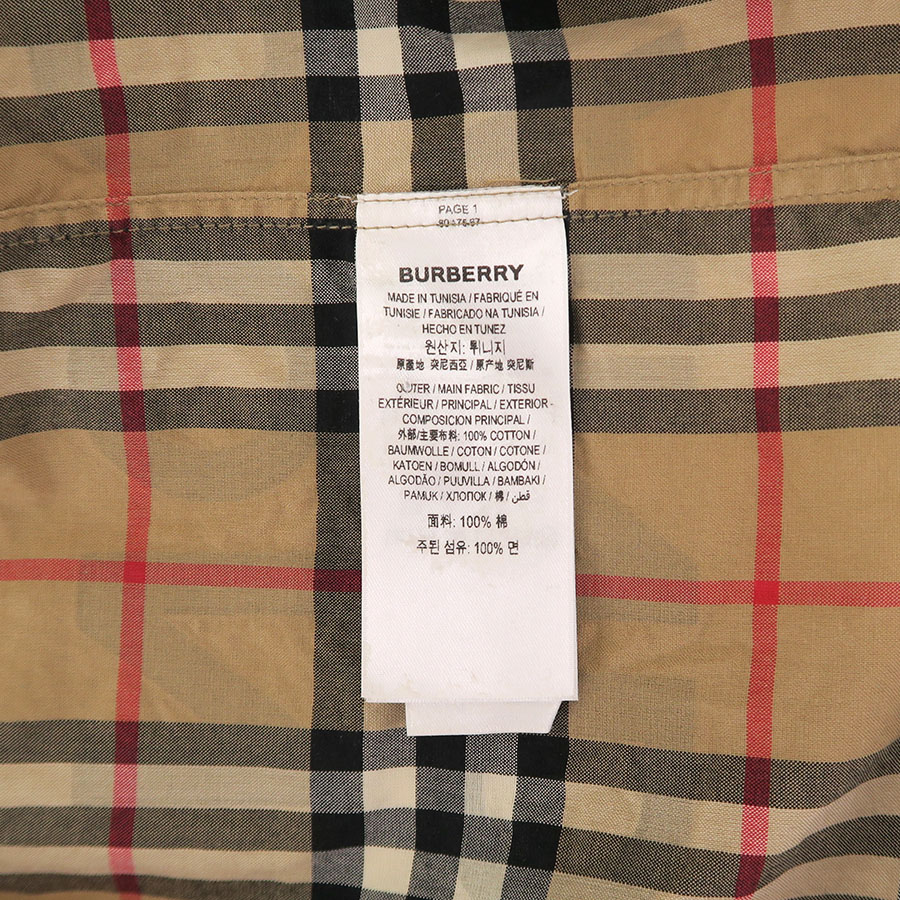 PAGE 1
BURBERRY
MADE IN TUNISIA / FABRIQUÉ EN
TUNISIE / FABRICADO NA TUNISIA /
HECHO EN TUNEZ
원산지: 튀니지
原產地 突尼西亞 / 原产地 突尼斯
OUTER / MAIN FABRIC / TISSU
EXTÉRIEUR / PRINCIPAL / EXTERIOR
COMPOSICION PRINCIPAL /
外部/主要布料: 100% COTTON /
BAUMWOLLE / COTON / COTONE /
KATOEN / BOMULL / ALGODÓN /
ALGODÃO / PUUVILLA / BAMBAKI /
PAMUK / ХЛОПОК / 棉 / قطن
面料: 100% 棉
주된 섬유: 100% 면